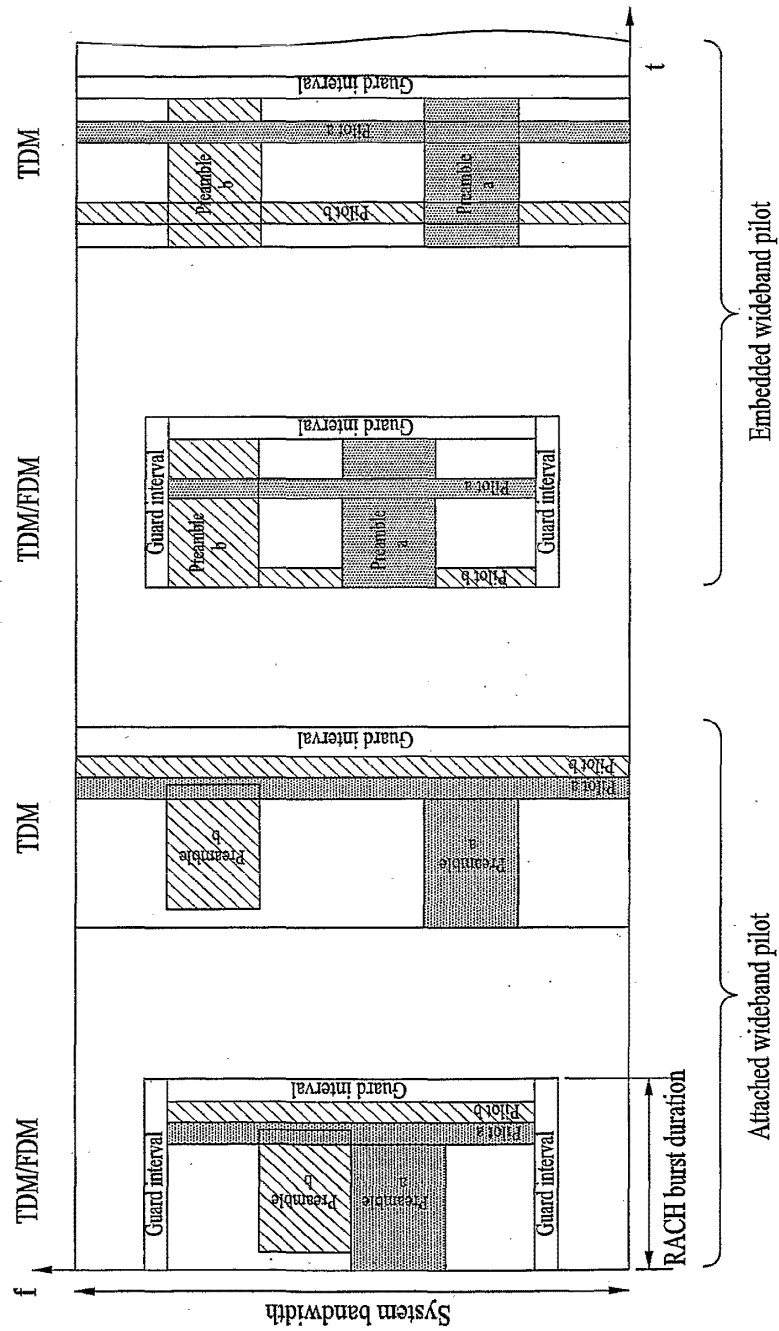 f
System bandwidth
TDM/FDM
Guard interval
Preamble
b
Preamble
a
Pilot a
Pilot b
Guard interval
Guard interval
RACH burst duration
TDM
Preamble
b
Preamble
a
Pilot a
Pilot b
Guard interval
Attached wideband pilot
TDM/FDM
Guard interval
Preamble
b
Preamble
a
Pilot a
Pilot b
Guard interval
Guard interval
TDM
Preamble
b
Preamble
a
Pilot b
Pilot a
Guard interval
t
Embedded wideband pilot